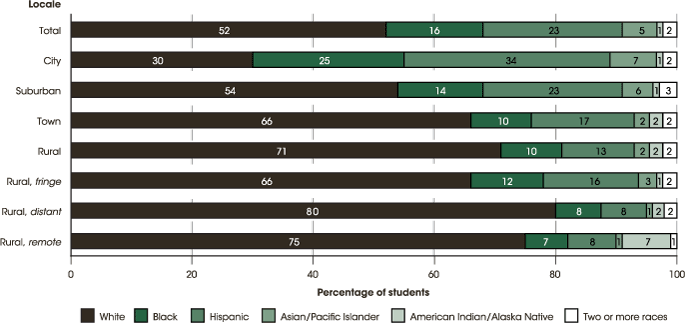 Locale
Total 52 16 23 5 1 2
City 30 25 34 7 1 2
Suburban 54 14 23 6 1 3
Town 66 10 17 2 2 2
Rural 71 10 13 2 2 2
Rural, fringe 66 12 16 3 1 2
Rural, distant 80 8 8 1 2 2
Rural, remote 75 7 8 1 7 1
0 20 40 60 80 100
Percentage of students
White Black Hispanic Asian/Pacific Islander American Indian/Alaska Native Two or more races